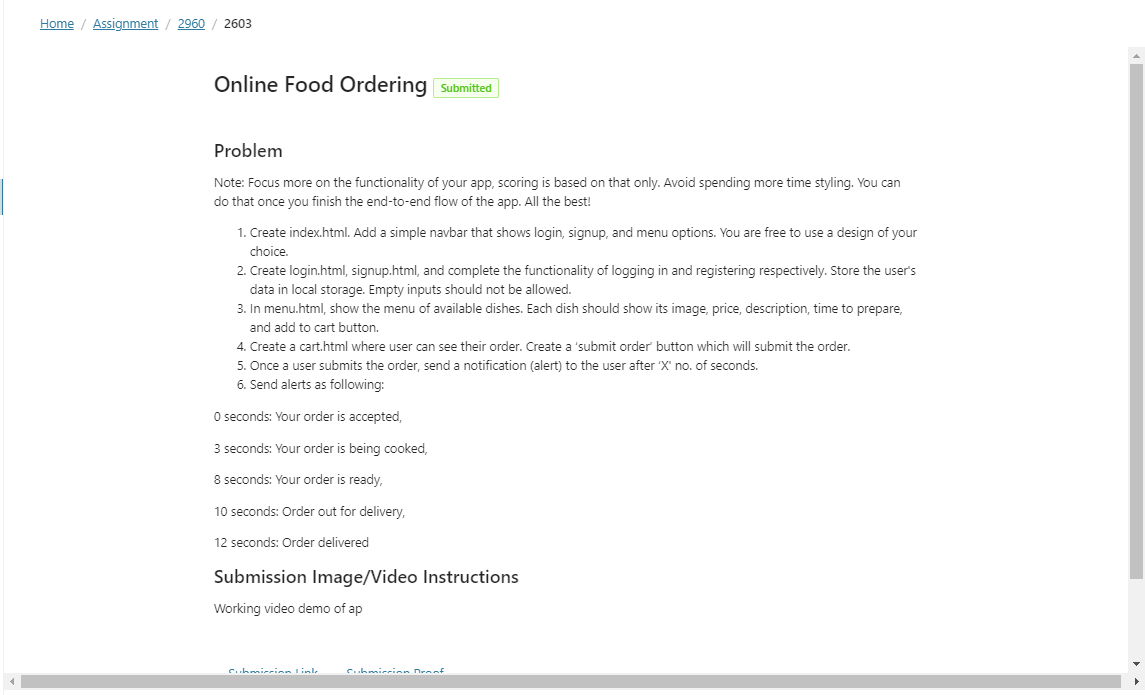 Home / Assignment / 2960 / 2603
Online Food Ordering Submitted
Problem
Note: Focus more on the functionality of your app, scoring is based on that only. Avoid spending more time styling. You can
do that once you finish the end-to-end flow of the app. All the best!
1. Create index.html. Add a simple navbar that shows login, signup, and menu options. You are free to use a design of your
choice.
2. Create login.html, signup.html, and complete the functionality of logging in and registering respectively. Store the user's
data in local storage. Empty inputs should not be allowed.
3. In menu.html, show the menu of available dishes. Each dish should show its image, price, description, time to prepare,
and add to cart button.
4. Create a cart.html where user can see their order. Create a ‘submit order’ button which will submit the order.
5. Once a user submits the order, send a notification (alert) to the user after ‘X’ no. of seconds.
6. Send alerts as following:
0 seconds: Your order is accepted,
3 seconds: Your order is being cooked,
8 seconds: Your order is ready,
10 seconds: Order out for delivery,
12 seconds: Order delivered
Submission Image/Video Instructions
Working video demo of ap
Submission Link Submission Proof